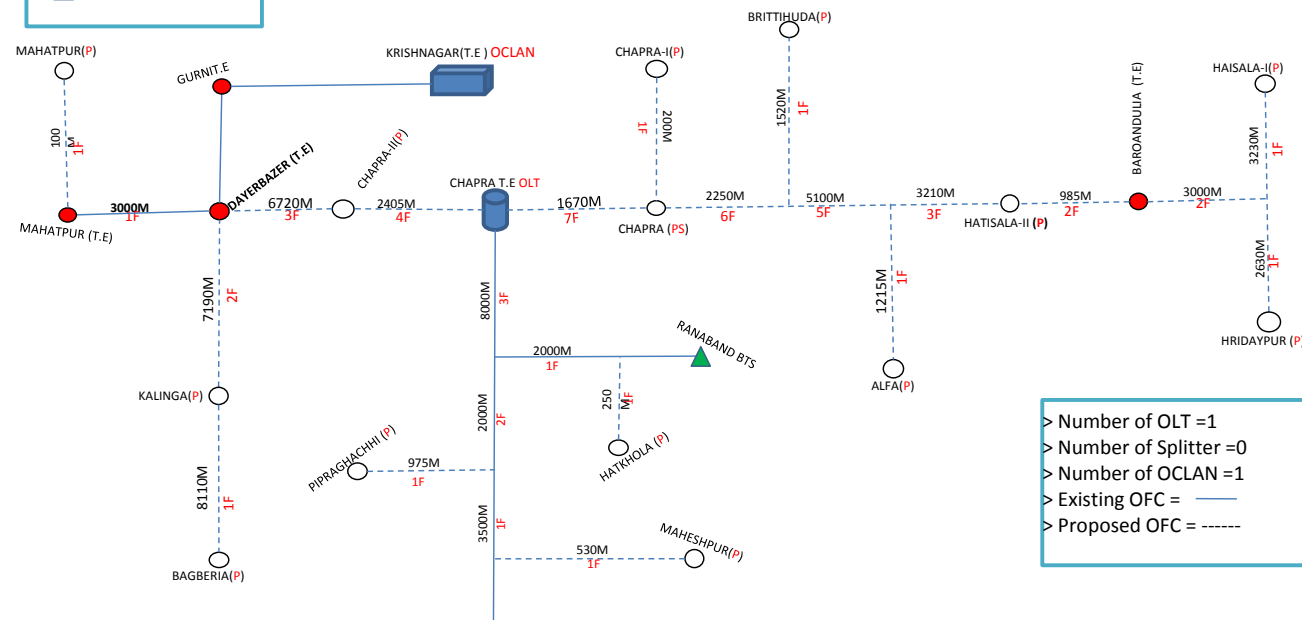 BRITTIHUDA(P)
MAHATPUR(P)
KRISHNAGAR(T.E ) OCLAN
CHAPRA-I(P)
GURNIT.E
HAISALA-I(P)
BAROANDULIA (T.E)
100
M
1F
1F
200M
1520M
1F
3230M
1F
CHAPRA-II(P)
DAYERBAZER (T.E)
CHAPRA T.E OLT
3000M
1F
6720M
3F
2405M
4F
1670M
7F
2250M
6F
5100M
5F
3210M
3F
985M
2F
3000M
2F
MAHATPUR (T.E)
CHAPRA (PS)
HATISALA-II (P)
7190M
2F
8000M
3F
1215M
1F
2630M
1F
RANABAND BTS
HRIDAYPUR (P)
2000M
1F
ALFA(P)
KALINGA(P)
250
M
1F
2000M
2F
PIPRAGHACHHI (P)
HATKHOLA (P)
975M
1F
8110M
1F
3500M
1F
MAHESHPUR(P)
530M
1F
BAGBERIA(P)
> Number of OLT =1
> Number of Splitter =0
> Number of OCLAN =1
> Existing OFC =
> Proposed OFC = ------